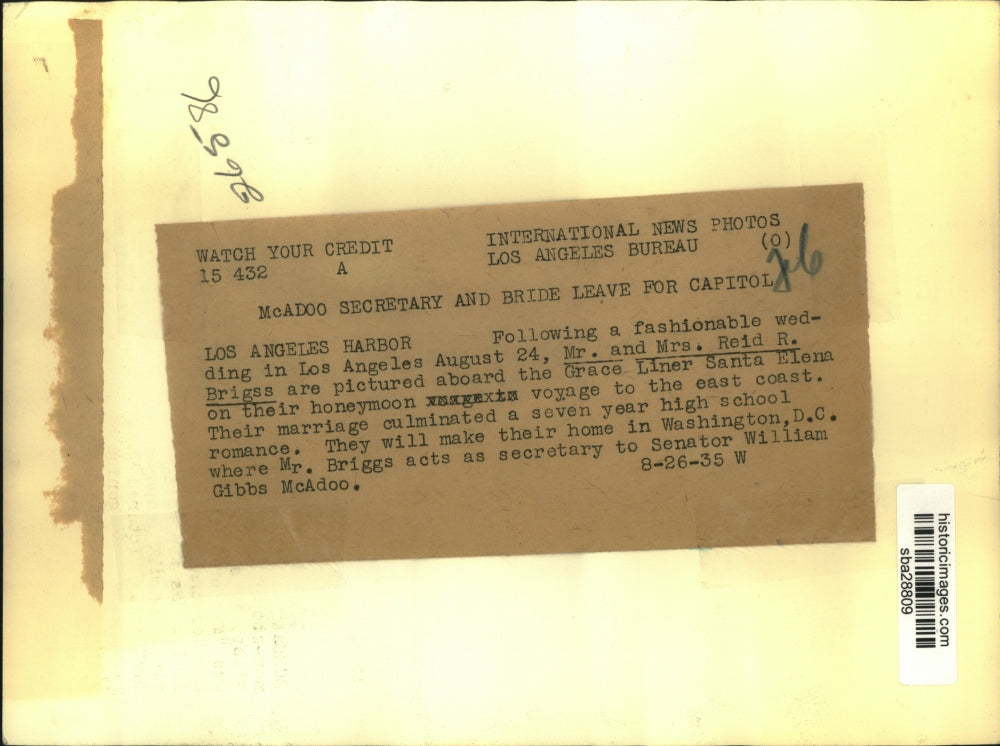 WATCH YOUR CREDIT
15 432 A
INTERNATIONAL NEWS PHOTOS
LOS ANGELES BUREAU (O)
McADOO SECRETARY AND BRIDE LEAVE FOR CAPITOL
LOS ANGELES HARBOR Following a fashionable wed-
ding in Los Angeles August 24, Mr. and Mrs. Reid R.
Brigss are pictured aboard the Grace Liner Santa Elena
on their honeymoon voyage to the east coast.
Their marriage culminated a seven year high school
romance. They will make their home in Washington,D.C.
where Mr. Briggs acts as secretary to Senator William
Gibbs McAdoo. 8-26-35 W
historicimages.com
sba28809